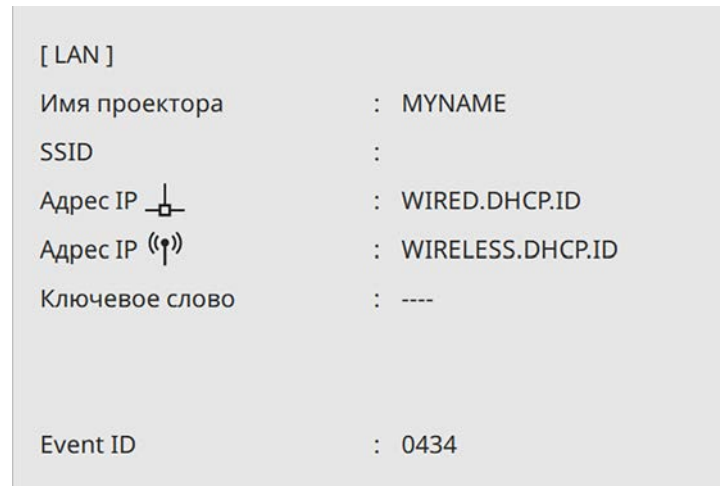 [ LAN ]
Имя проектора : MYNAME
SSID :
Адрес IP : WIRED.DHCP.ID
Адрес IP : WIRELESS.DHCP.ID
Ключевое слово : ----
Event ID : 0434